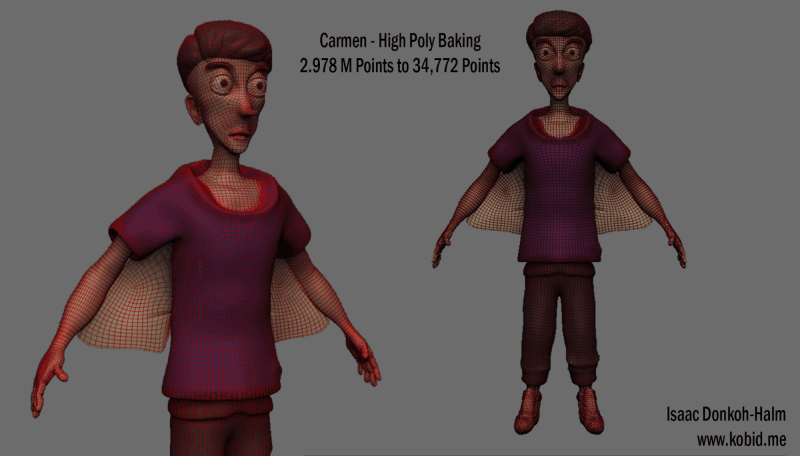 Carmen - High Poly Baking
2.978 M Points to 34,772 Points
Isaac Donkoh-Halm
www.kobid.me